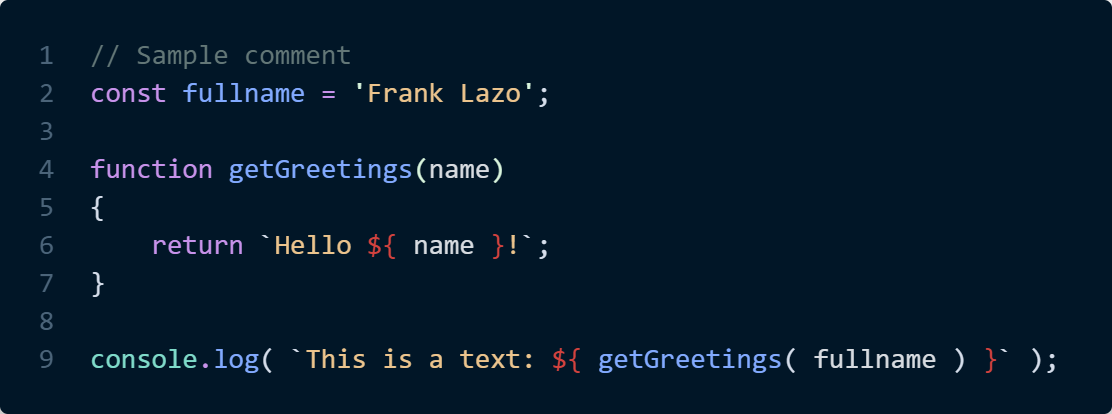 1 // Sample comment
2 const fullname = 'Frank Lazo';
3
4 function getGreetings(name)
5 {
6     return `Hello ${ name }!`;
7 }
8
9 console.log( `This is a text: ${ getGreetings( fullname ) }` );